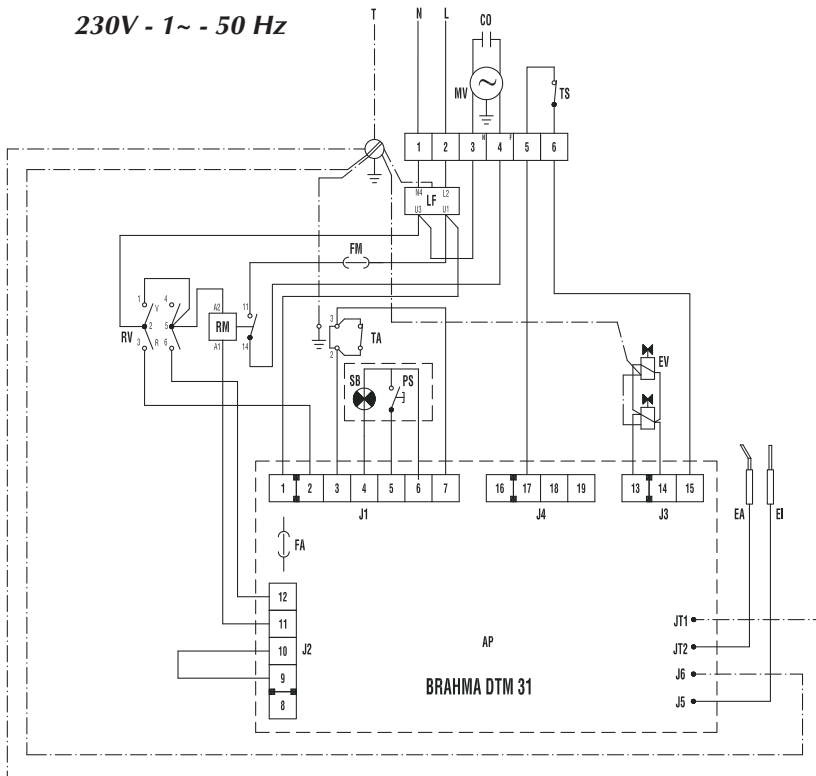 230V - 1~ - 50 Hz
T N L CO
MV TS
N F
1 2 3 4 5 6
N4 L2
LF
U3 U1
FM
1 4 A2 11
V
RV 2 5 RM 3 TA
3 R 6 A1 14 2
EV
SB PS
1 2 3 4 5 6 7 16 17 18 19 13 14 15
J1 J4 J3 EA EI
FA
12
11 JT1
10 J2 AP JT2
9 J6
BRAHMA DTM 31
8 J5